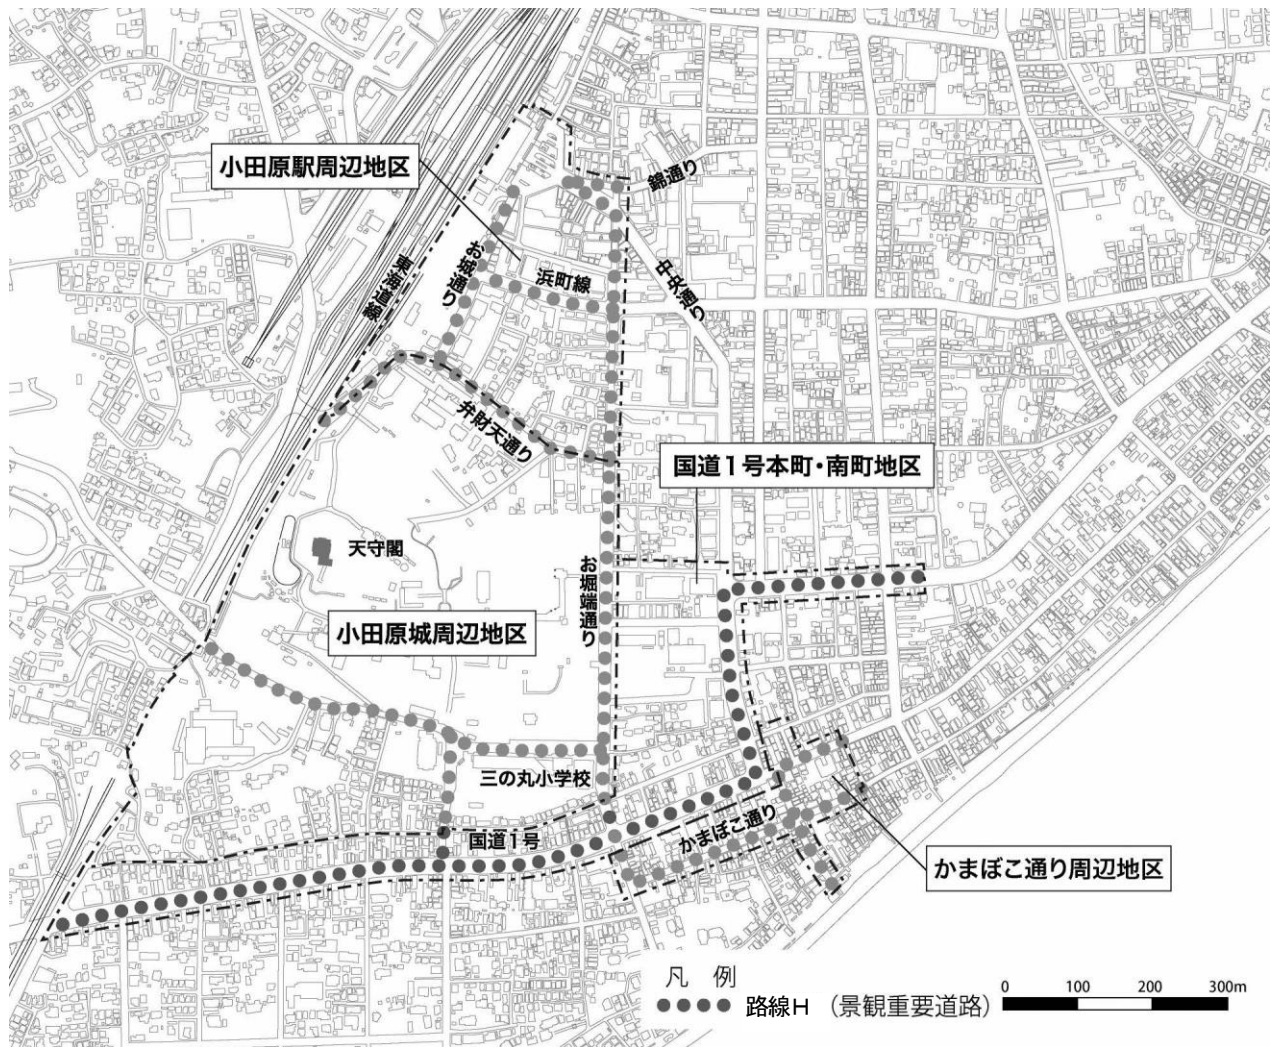 小田原駅周辺地区
錦通り
お城通り
東海道線
浜町線
中央通り
弁財天通り
国道1号本町・南町地区
天守閣
お堀端通り
小田原城周辺地区
三の丸小学校
国道1号
かまぼこ通り
かまぼこ通り周辺地区
凡 例
路線H (景観重要道路)
0 100 200 300m